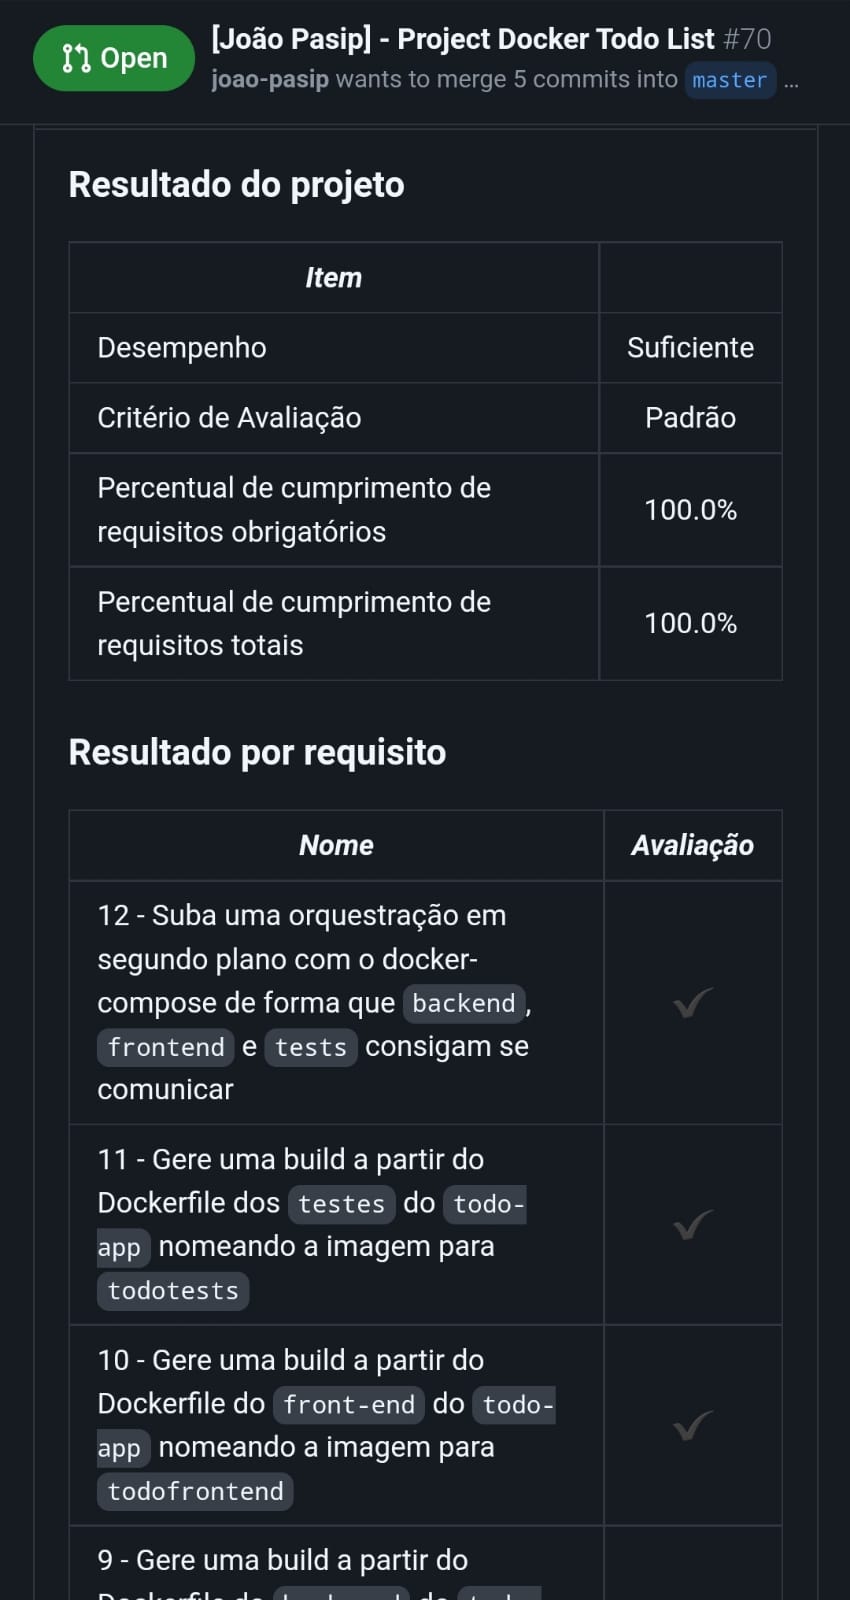 Open
[João Pasip] - Project Docker Todo List #70
joao-pasip wants to merge 5 commits into master ...
Resultado do projeto
Item
Desempenho Suficiente
Critério de Avaliação Padrão
Percentual de cumprimento de
requisitos obrigatórios
100.0%
Percentual de cumprimento de
requisitos totais
100.0%
Resultado por requisito
Nome Avaliação
12 - Suba uma orquestração em
segundo plano com o docker-
compose de forma que backend,
frontend e tests consigam se
comunicar
✔
11 - Gere uma build a partir do
Dockerfile dos testes do todo-
app nomeando a imagem para
todotests
✔
10 - Gere uma build a partir do
Dockerfile do front-end do todo-
app nomeando a imagem para
todofrontend
✔
9 - Gere uma build a partir do